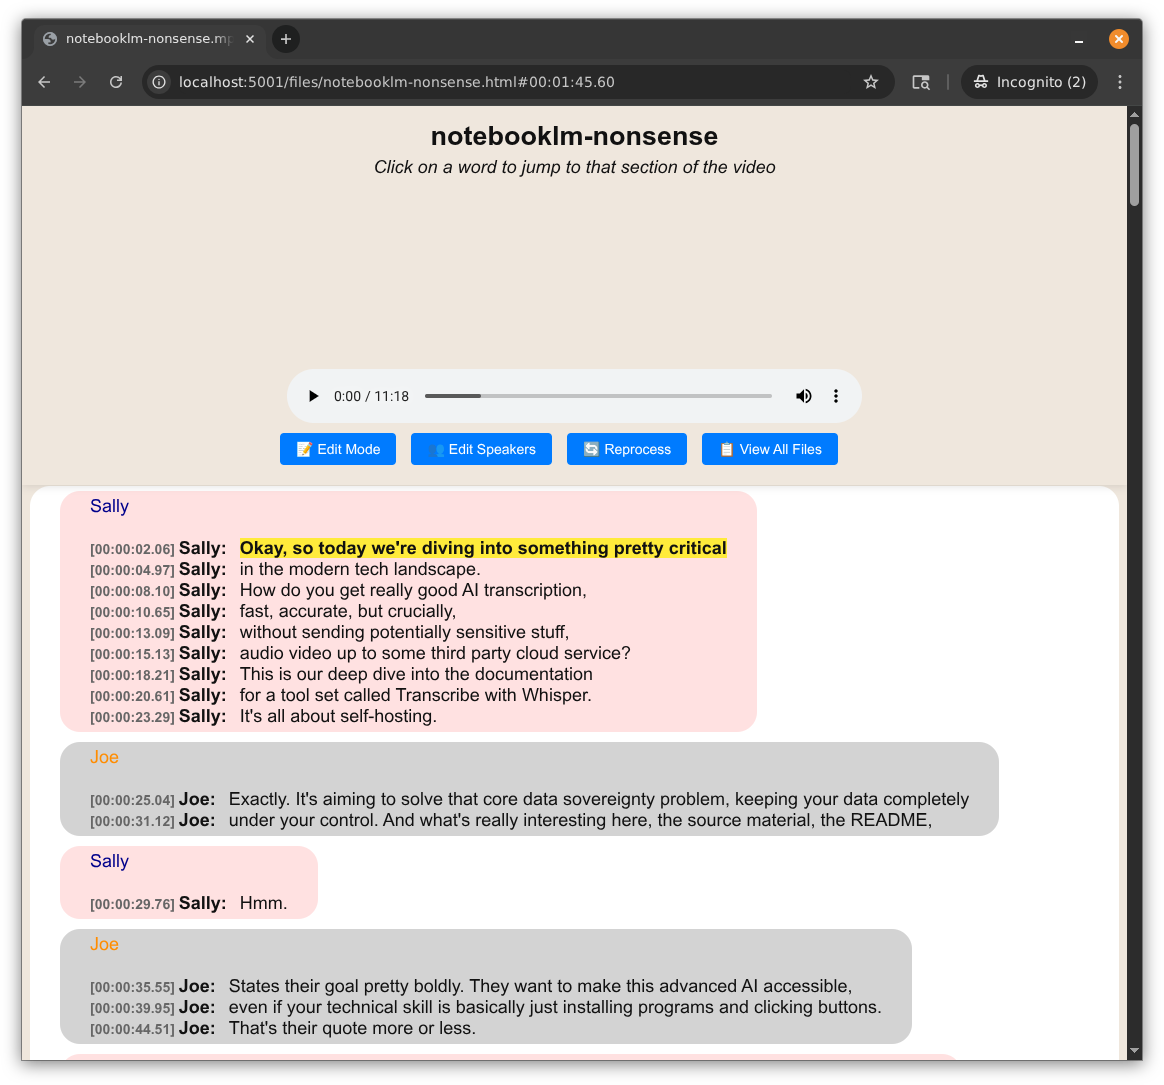 notebooklm-nonsense.mp
localhost:5001/files/notebooklm-nonsense.html#00:01:45.60
Incognito (2)
notebooklm-nonsense
Click on a word to jump to that section of the video
0:00 / 11:18
Edit Mode
Edit Speakers
Reprocess
View All Files
Sally
[00:00:02.06] Sally: Okay, so today we're diving into something pretty critical
[00:00:04.97] Sally: in the modern tech landscape.
[00:00:08.10] Sally: How do you get really good AI transcription,
[00:00:10.65] Sally: fast, accurate, but crucially,
[00:00:13.09] Sally: without sending potentially sensitive stuff,
[00:00:15.13] Sally: audio video up to some third party cloud service?
[00:00:18.21] Sally: This is our deep dive into the documentation
[00:00:20.61] Sally: for a tool set called Transcribe with Whisper.
[00:00:23.29] Sally: It's all about self-hosting.
Joe
[00:00:25.04] Joe: Exactly. It's aiming to solve that core data sovereignty problem, keeping your data completely
[00:00:31.12] Joe: under your control. And what's really interesting here, the source material, the README,
Sally
[00:00:29.76] Sally: Hmm.
Joe
[00:00:35.55] Joe: States their goal pretty boldly. They want to make this advanced AI accessible,
[00:00:39.95] Joe: even if your technical skill is basically just installing programs and clicking buttons.
[00:00:44.51] Joe: That's their quote more or less.